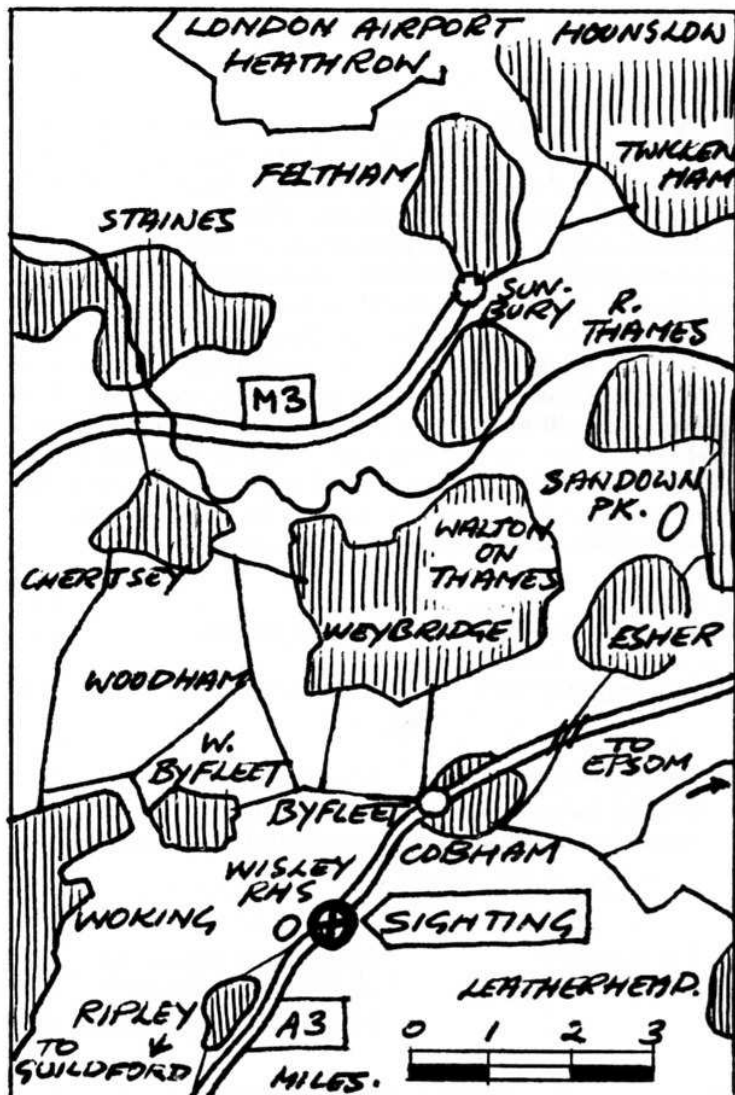 LONDON AIRPORT
HEATHROW
HOUNSLOW
TWICKEN
HAM
FELTHAM
STAINES
SUN-
BURY
R.
THAMES
M3
SANDOWN
PK.
WALTON
ON
THAMES
CHERTSEY
WEYBRIDGE
ESHER
WOODHAM
W.
BYFLEET
TO
EPSOM
BYFLEET
COBHAM
WISLEY
RHS
WOKING
SIGHTING
LEATHERHEAD.
RIPLEY
A3
TO
GUILDFORD
0 1 2 3
MILES.